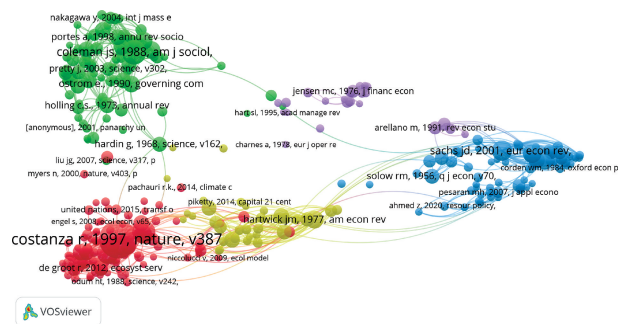 nakagawa y, 2004, int j mass e
portes a, 1998, annu rev socio
coleman js, 1988, am j sociol,
pretty j, 2003, science, v302,
ostrom e., 1990, governing com
holling c.s., 1973, annual rev
[anonymous], 2001, panarchy un
hardin g, 1968, science, v162
liu jg, 2007, science, v317, p
myers n, 2000, nature, v403, p
jensen mc, 1976, j financ econ
hart sl, 1995, acad manage rev
charnes a, 1978, eur j oper re
arellano m, 1991, rev econ stu
sachs jd, 2001, eur econ rev,
corden wm, 1984, oxford econ p
solow rm, 1956, q j econ, v70,
pesaran mh, 2007, j appl econo
ahmed z, 2020, resour policy,
pachauri r.k., 2014, climate c
piketty, 2014, capital 21 cent
hartwick jm, 1977, am econ rev
united nations, 2015, transf o
engel s, 2008, ecol econ, v65,
costanza r, 1997, nature, v387
niccolucci v, 2009, ecol model
de groot r, 2012, ecosyst serv
odum ht, 1988, science, v242,
VOSviewer